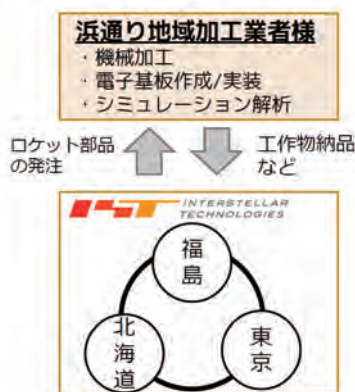 浜通り地域加工業者様
・機械加工
・電子基板作成/実装
・シミュレーション解析
ロケット部品
の発注
工作物納品
など
IST INTERSTELLAR
TECHNOLOGIES
福島
北海道
東京